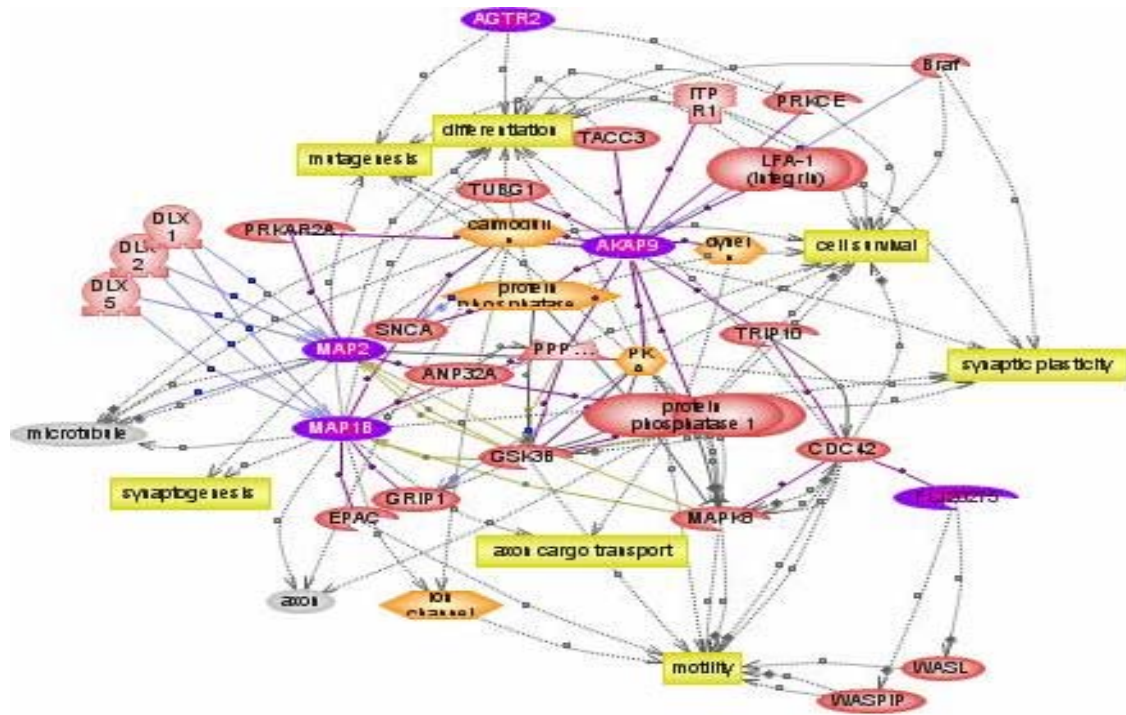 AGTR2
Braf
ITP
R1
PRKCE
differentiation
TACC3
mutagenesis
LFA-1
(Integrin)
TUBG1
DLX
1
PRKAR2A
calmodulin
AKAP9
cell survival
DLX
2
DLX
5
protein
phosphatase
SNCA
TRIP10
MAP2
PPP ...
PK
ANP32A
synaptic plasticity
protein
phosphatase 1
microtubule
MAP1B
GSK3B
CDC42
synaptogenesis
GRIP1
EPAC
MAPK8
axon cargo transport
axon
ion
channel
motility
WASL
WASPIP